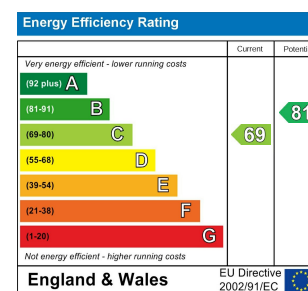 Energy Efficiency Rating
Current Potenti
Very energy efficient - lower running costs
(92 plus) A
(81-91) B 81
(69-80) C 69
(55-68) D
(39-54) E
(21-38) F
(1-20) G
Not energy efficient - higher running costs
England & Wales
EU Directive
2002/91/EC